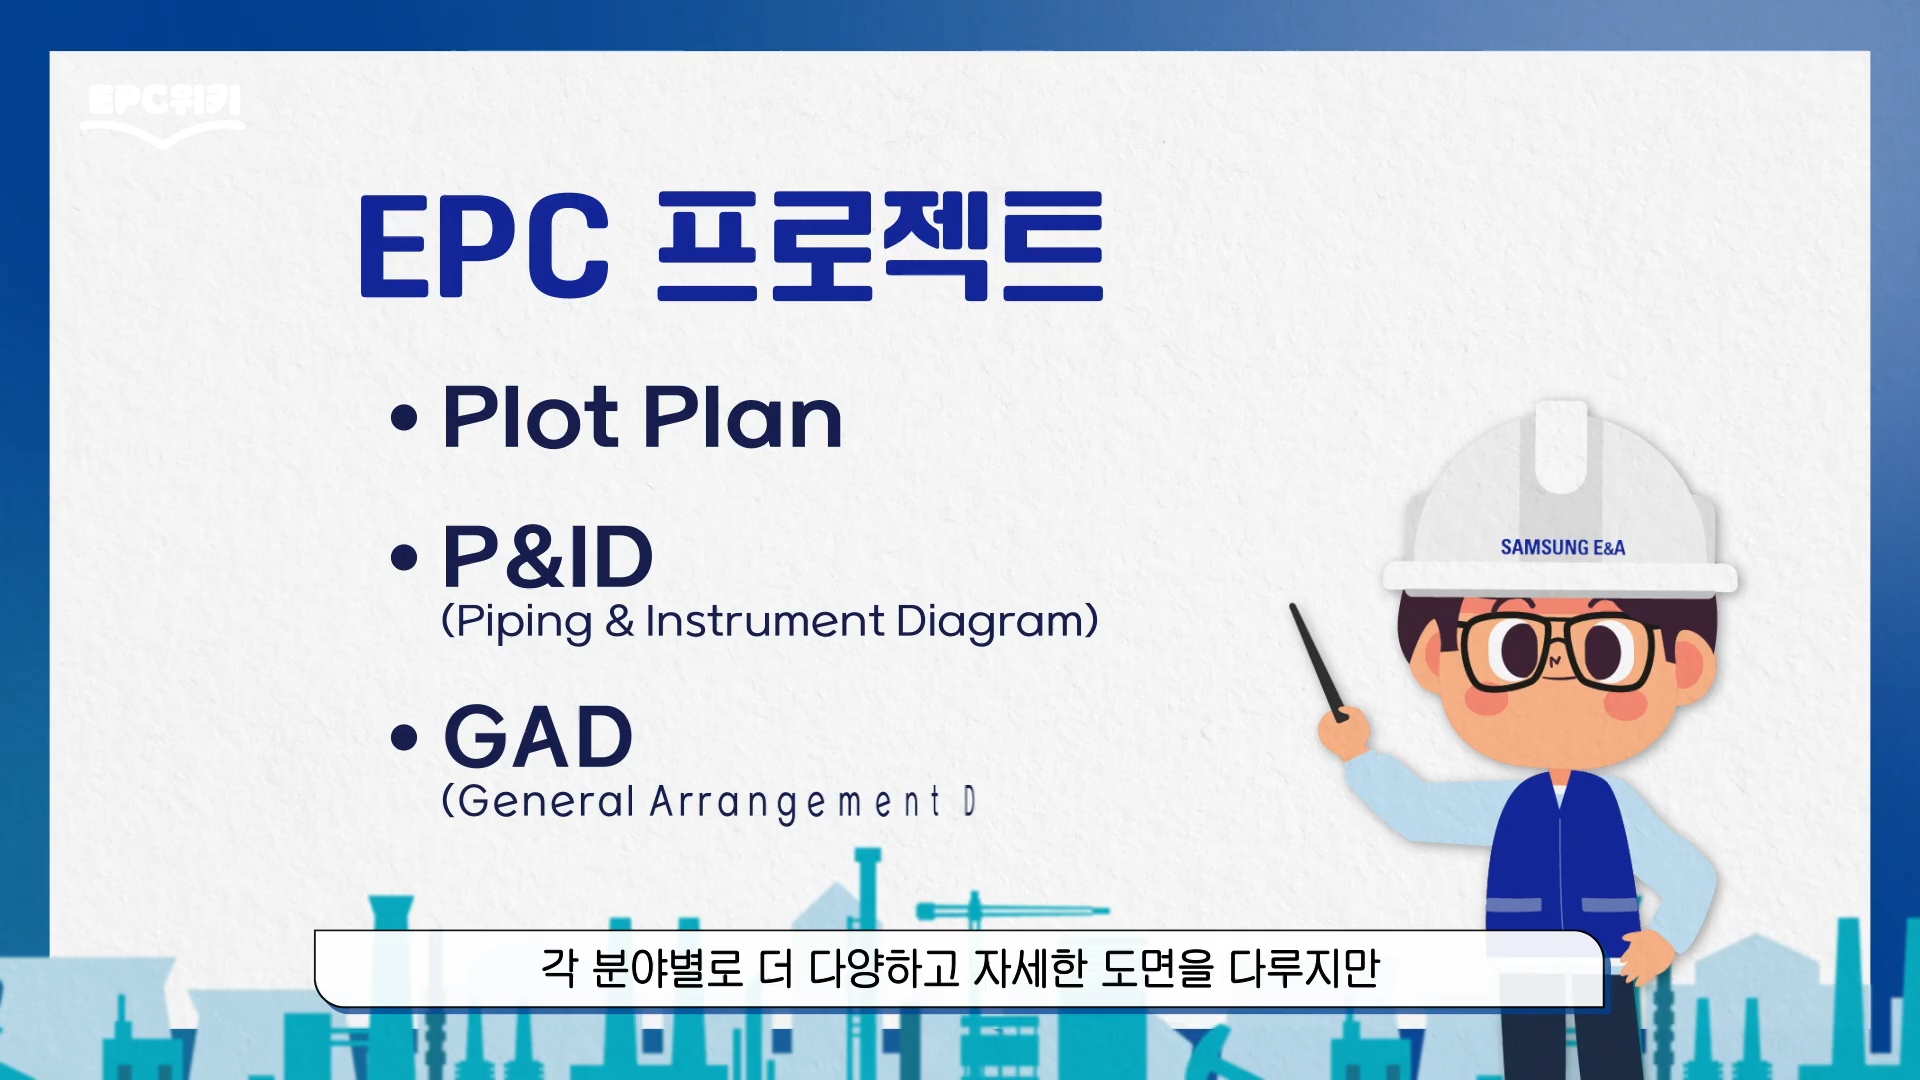 EPC위키
EPC 프로젝트
• Plot Plan
• P&ID
(Piping & Instrument Diagram)
• GAD
(General Arrangement D
SAMSUNG E&A
각 분야별로 더 다양하고 자세한 도면을 다루지만